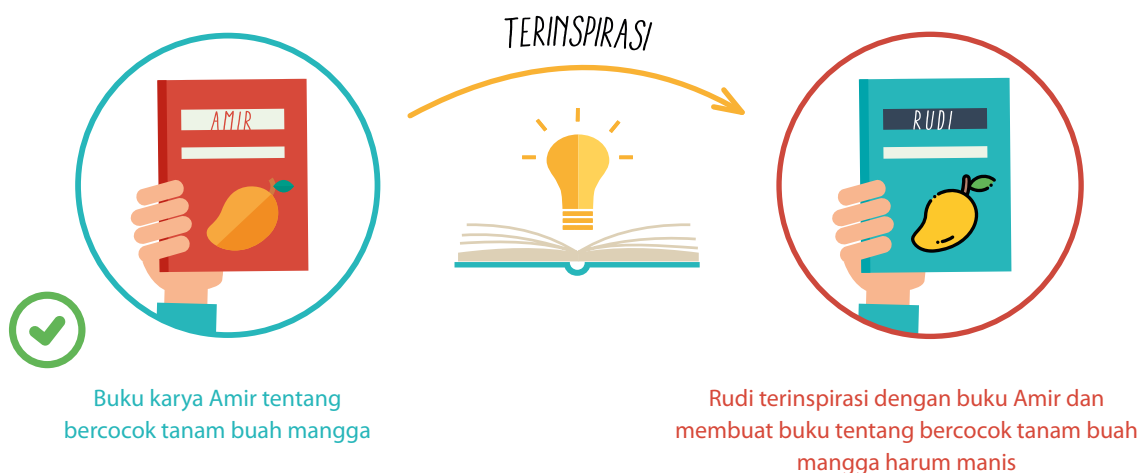 TERINSPIRASI
AMIR
RUDI
Buku karya Amir tentang
bercocok tanam buah mangga
Rudi terinspirasi dengan buku Amir dan
membuat buku tentang bercocok tanam buah
mangga harum manis